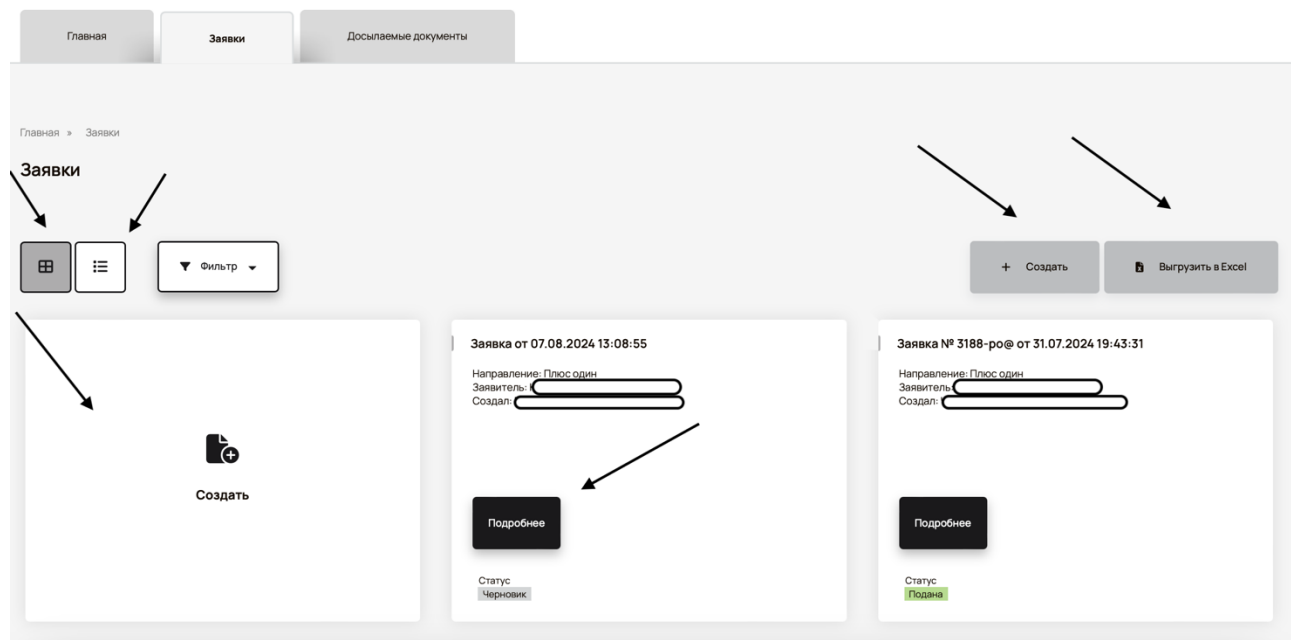 Главная
Заявки
Досылаемые документы
Главная » Заявки
Заявки
Фильтр
+ Создать
Выгрузить в Excel
Создать
Заявка от 07.08.2024 13:08:55
Направление: Плюс один
Заявитель:
Создал:
Подробнее
Статус
Черновик
Заявка № 3188-ро@ от 31.07.2024 19:43:31
Направление: Плюс один
Заявитель:
Создал:
Подробнее
Статус
Подана